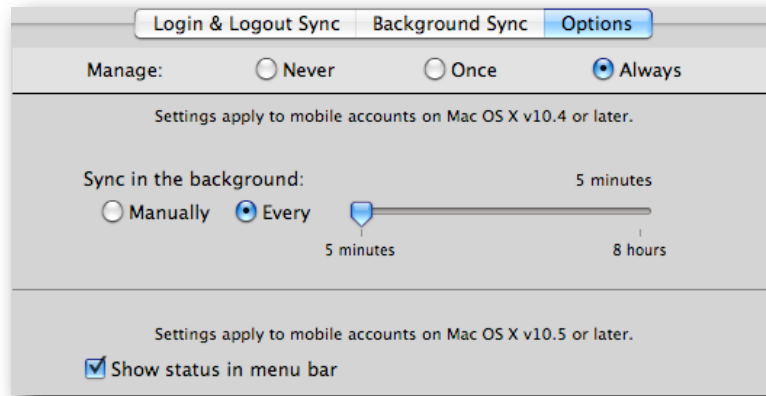 Login & Logout Sync Background Sync Options
Manage: Never Once Always
Settings apply to mobile accounts on Mac OS X v10.4 or later.
Sync in the background: 5 minutes
Manually Every
5 minutes 8 hours
Settings apply to mobile accounts on Mac OS X v10.5 or later.
Show status in menu bar